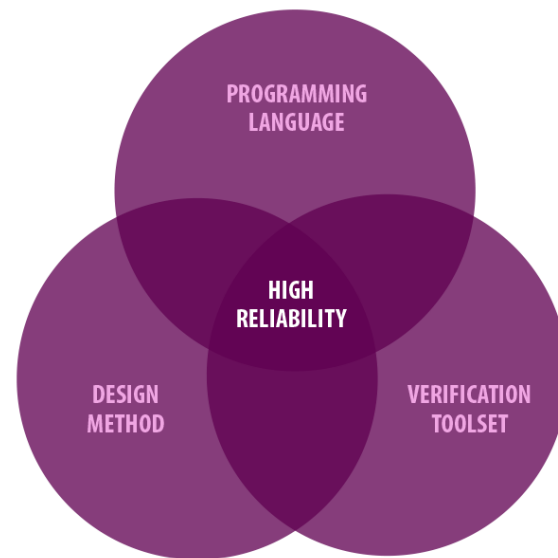 PROGRAMMING
LANGUAGE
HIGH
RELIABILITY
DESIGN
METHOD
VERIFICATION
TOOLSET